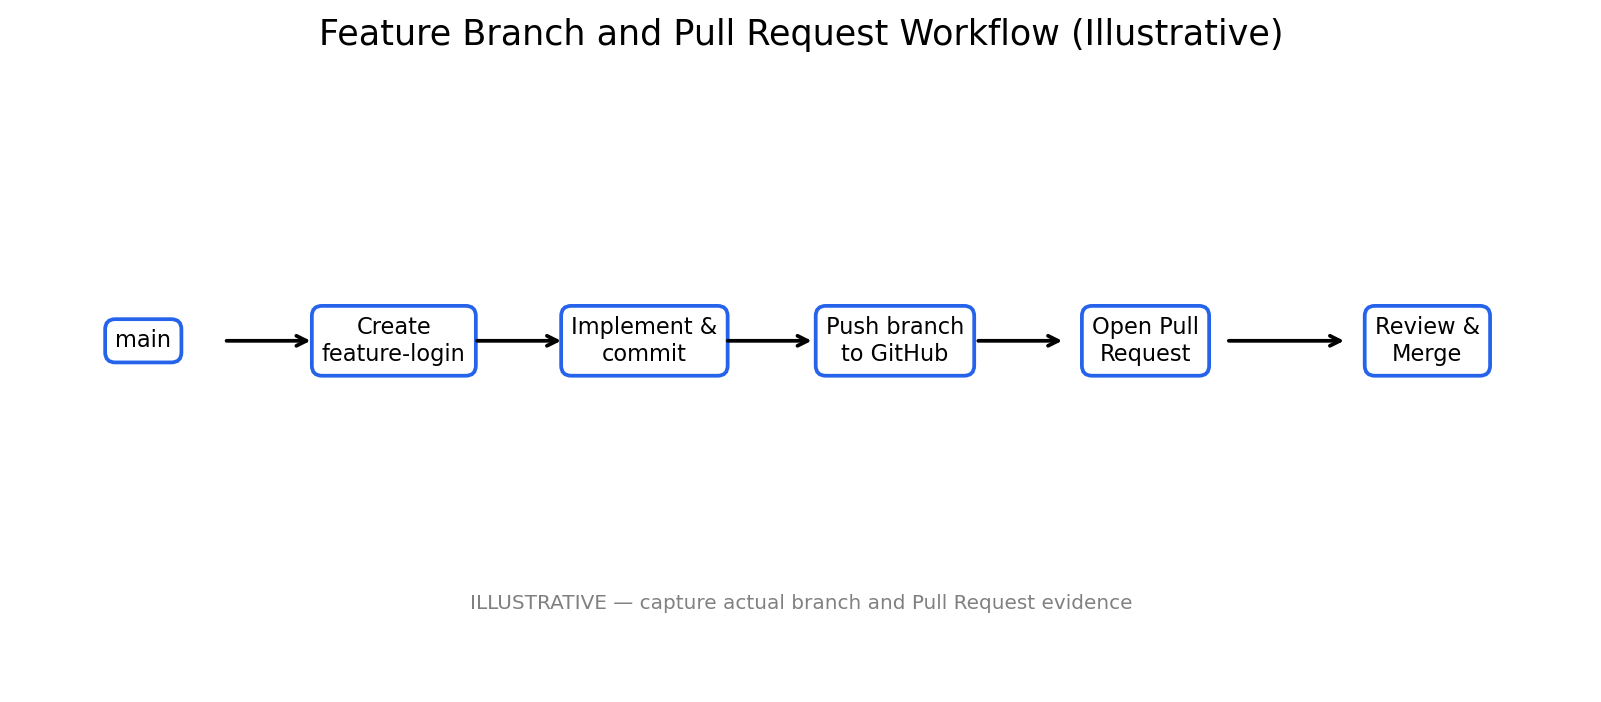 Feature Branch and Pull Request Workflow (Illustrative)
main
Create
feature-login
Implement &
commit
Push branch
to GitHub
Open Pull
Request
Review &
Merge
ILLUSTRATIVE — capture actual branch and Pull Request evidence